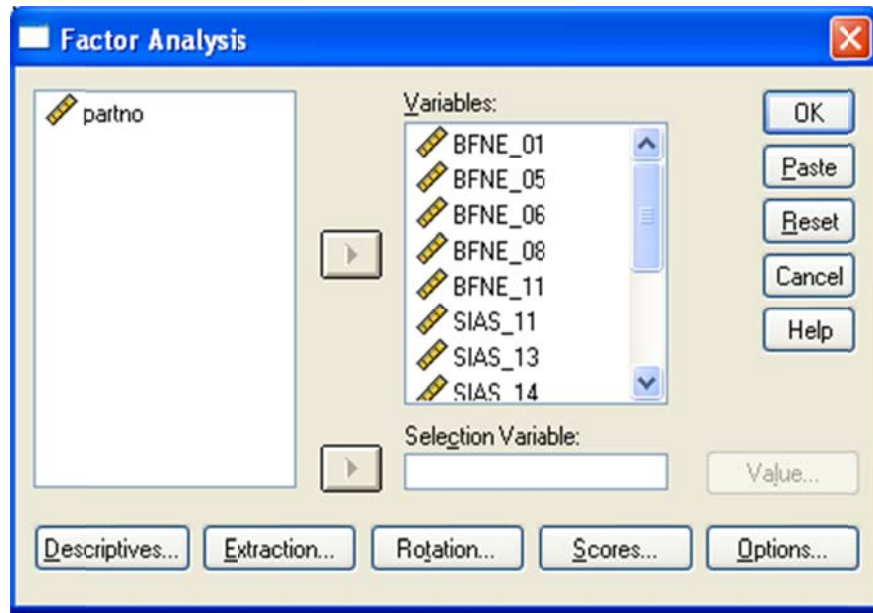 Factor Analysis
partno
Variables:
BFNE_01
BFNE_05
BFNE_06
BFNE_08
BFNE_11
SIAS_11
SIAS_13
SIAS_14
Selection Variable:
OK
Paste
Reset
Cancel
Help
Value...
Descriptives...
Extraction...
Rotation...
Scores...
Options...